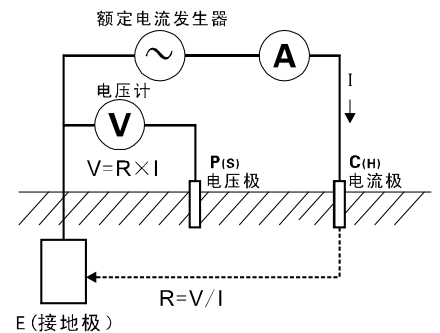 额定电流发生器
A
I
电压计
V
V=R×I
P(S)
电压极
C(H)
电流极
R=V/I
E(接地极)